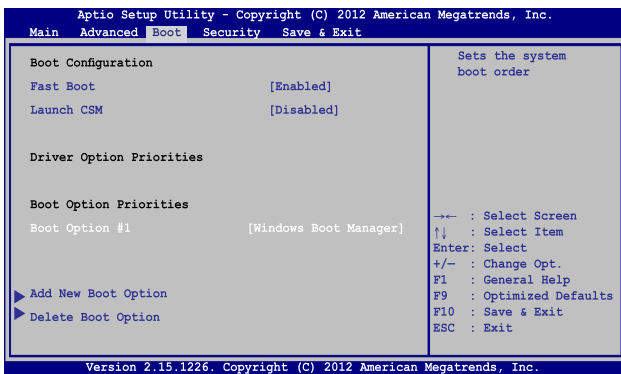 Aptio Setup Utility - Copyright (C) 2012 American Megatrends, Inc.
Main Advanced Boot Security Save & Exit
Boot Configuration
Fast Boot [Enabled]
Launch CSM [Disabled]
Driver Option Priorities
Boot Option Priorities
Boot Option #1 [Windows Boot Manager]
Add New Boot Option
Delete Boot Option
Sets the system
boot order
→← : Select Screen
↑↓ : Select Item
Enter: Select
+/— : Change Opt.
F1 : General Help
F9 : Optimized Defaults
F10 : Save & Exit
ESC : Exit
Version 2.15.1226. Copyright (C) 2012 American Megatrends, Inc.